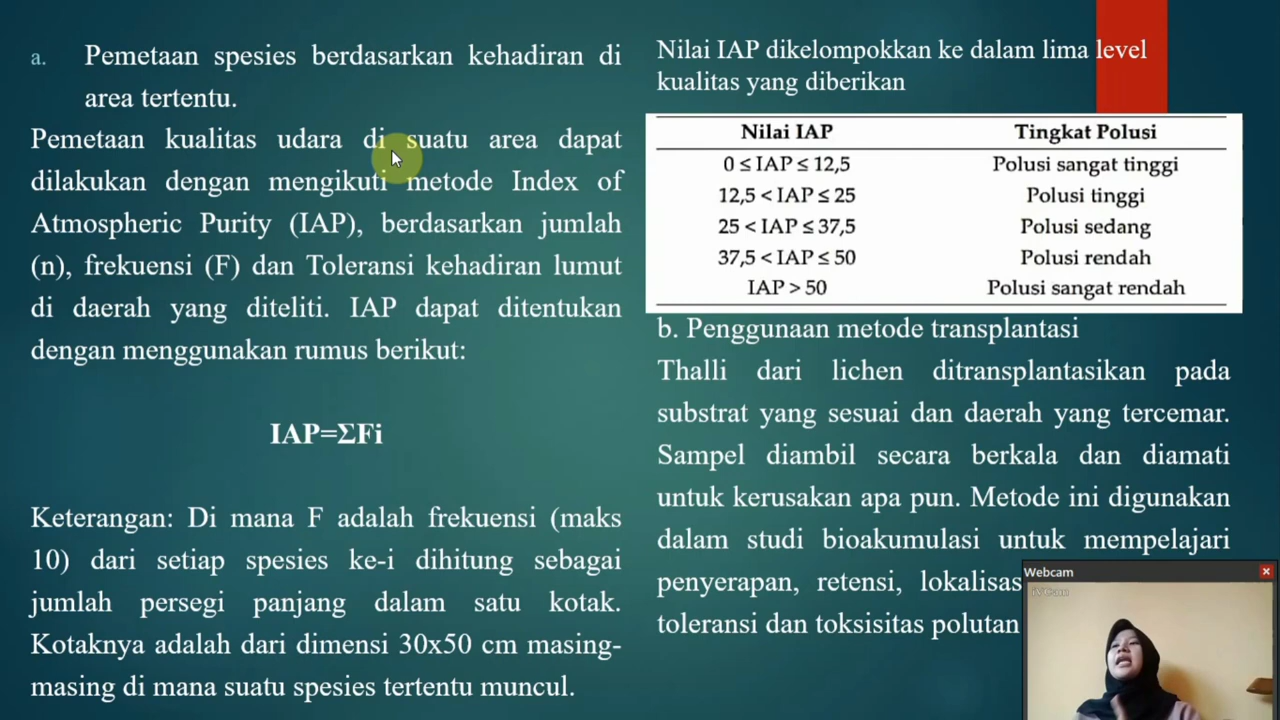 a. Pemetaan spesies berdasarkan kehadiran di
area tertentu.
Pemetaan kualitas udara di suatu area dapat
dilakukan dengan mengikuti metode Index of
Atmospheric Purity (IAP), berdasarkan jumlah
(n), frekuensi (F) dan Toleransi kehadiran lumut
di daerah yang diteliti. IAP dapat ditentukan
dengan menggunakan rumus berikut:
IAP=ΣFi
Keterangan: Di mana F adalah frekuensi (maks
10) dari setiap spesies ke-i dihitung sebagai
jumlah persegi panjang dalam satu kotak.
Kotaknya adalah dari dimensi 30x50 cm masing-
masing di mana suatu spesies tertentu muncul.
Nilai IAP dikelompokkan ke dalam lima level
kualitas yang diberikan
Nilai IAP Tingkat Polusi
0 ≤ IAP ≤ 12,5 Polusi sangat tinggi
12,5 < IAP ≤ 25 Polusi tinggi
25 < IAP ≤ 37,5 Polusi sedang
37,5 < IAP ≤ 50 Polusi rendah
IAP > 50 Polusi sangat rendah
b. Penggunaan metode transplantasi
Thalli dari lichen ditransplantasikan pada
substrat yang sesuai dan daerah yang tercemar.
Sampel diambil secara berkala dan diamati
untuk kerusakan apa pun. Metode ini digunakan
dalam studi bioakumulasi untuk mempelajari
penyerapan, retensi, lokalisas
toleransi dan toksisitas polutan
Webcam
iVCam